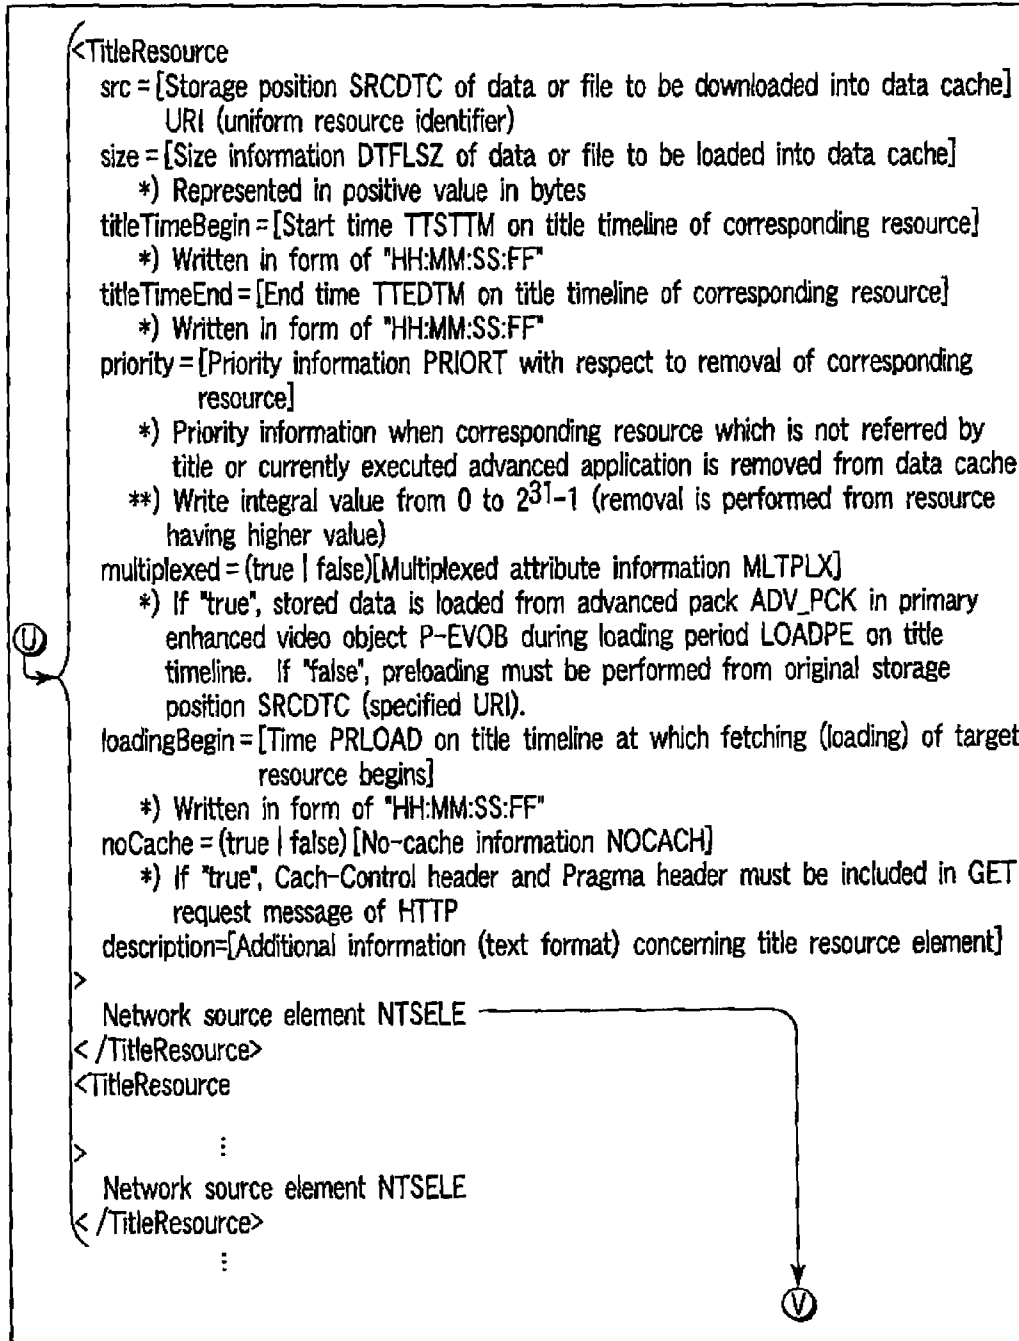 <TitleResource
src=[Storage position SRCDTC of data or file to be downloaded into data cache]
URI (uniform resource identifier)
size=[Size information DTFLSZ of data or file to be loaded into data cache]
*) Represented in positive value in bytes
titleTimeBegin=[Start time TTSTTM on title timeline of corresponding resource]
*) Written in form of "HH:MM:SS:FF"
titleTimeEnd=[End time TTEDTM on title timeline of corresponding resource]
*) Written in form of "HH:MM:SS:FF"
priority=[Priority information PRIORT with respect to removal of corresponding
resource]
*) Priority information when corresponding resource which is not referred by
title or currently executed advanced application is removed from data cache
**) Write integral value from 0 to 2^31-1 (removal is performed from resource
having higher value)
multiplexed=(true | false)[Multiplexed attribute information MLTPLX]
*) If "true", stored data is loaded from advanced pack ADV_PCK in primary
enhanced video object P-EVOB during loading period LOADPE on title
timeline. If "false", preloading must be performed from original storage
position SRCDTC (specified URI).
loadingBegin=[Time PRLOAD on title timeline at which fetching (loading) of target
resource begins]
*) Written in form of "HH:MM:SS:FF"
noCache=(true | false)[No-cache information NOCACH]
*) If "true", Cach-Control header and Pragma header must be included in GET
request message of HTTP
description=[Additional information (text format) concerning title resource element]
>
Network source element NTSELE
</TitleResource>
<TitleResource
⋮
>
Network source element NTSELE
</TitleResource>
⋮
U
V